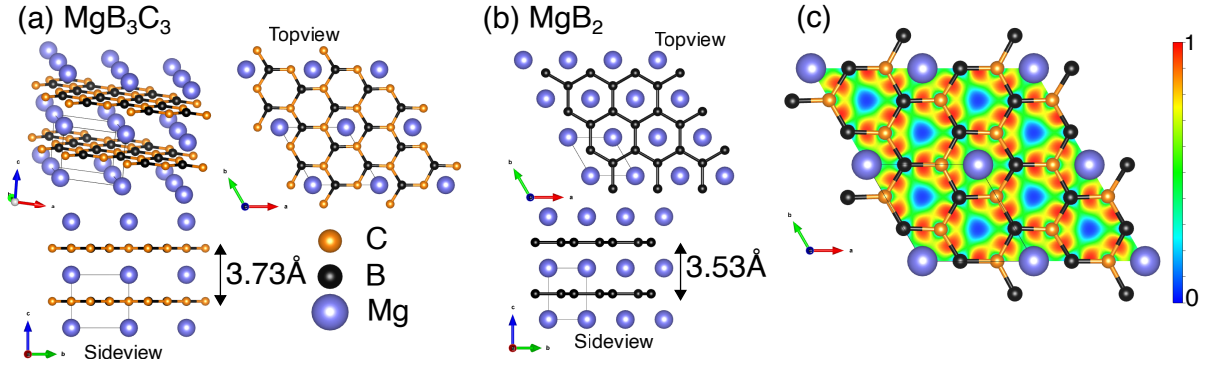 (a) MgB₃C₃
Topview
c
b
a
b
a
3.73Å
C
B
Mg
c
b
Sideview
(b) MgB₂
Topview
b
a
3.53Å
c
b
Sideview
(c)
b
a
1
0